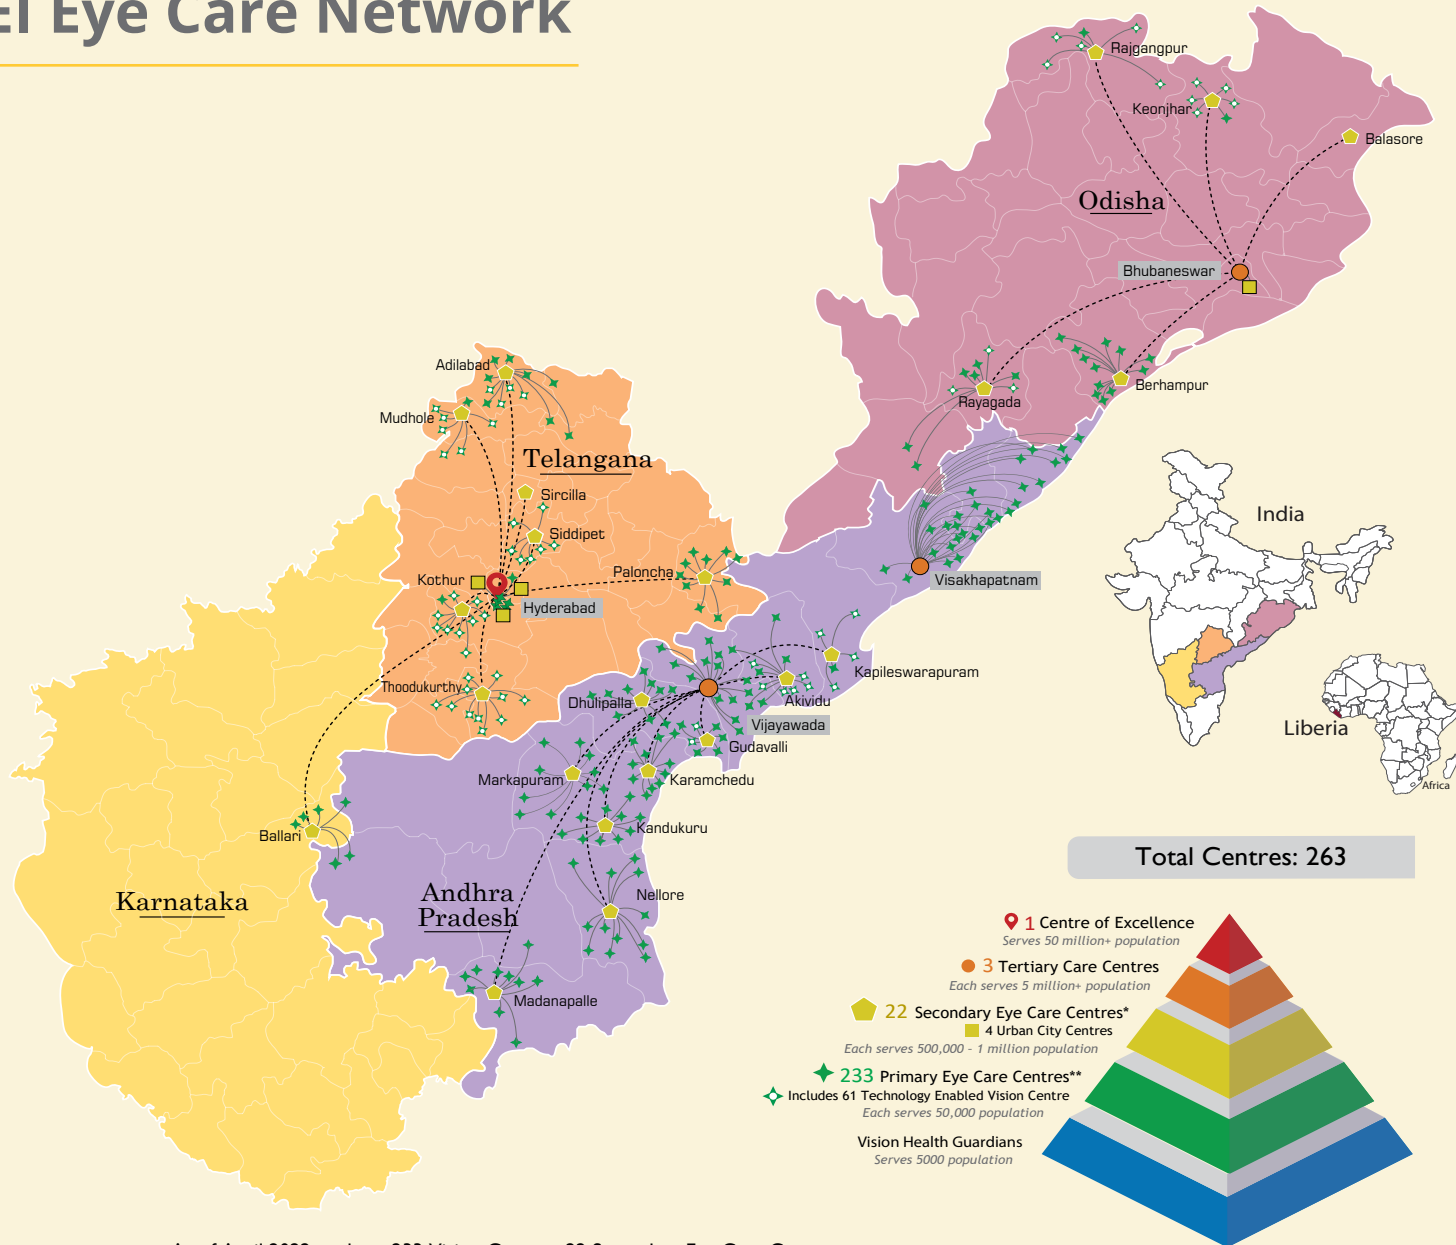 EI Eye Care Network
Rajgangpur
Keonjhar
Balasore
Odisha
Bhubaneswar
Berhampur
Rayagada
Adilabad
Mudhole
Telangana
Sircilla
Siddipet
Kothur
Paloncha
Hyderabad
Visakhapatnam
Thoodukurthy
Dhulipalla
Kapileswarapuram
Akividu
Vijayawada
Gudavalli
Markapuram
Karamchedu
Kandukuru
Ballari
Nellore
Karnataka
Andhra
Pradesh
Madanapalle
India
Liberia
Africa
Total Centres: 263
1 Centre of Excellence
Serves 50 million+ population
3 Tertiary Care Centres
Each serves 5 million+ population
22 Secondary Eye Care Centres*
4 Urban City Centres
Each serves 500,000 - 1 million population
233 Primary Eye Care Centres**
Includes 61 Technology Enabled Vision Centre
Each serves 50,000 population
Vision Health Guardians
Serves 5000 population